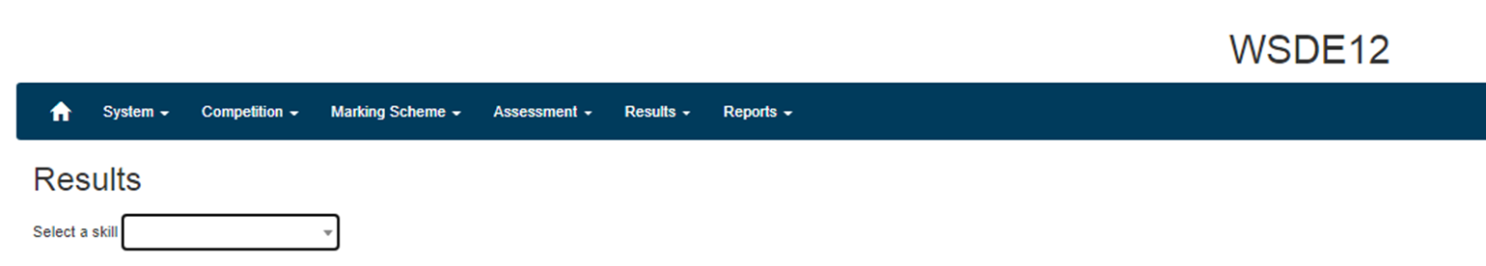 WSDE12
System Competition Marking Scheme Assessment Results Reports
Results
Select a skill